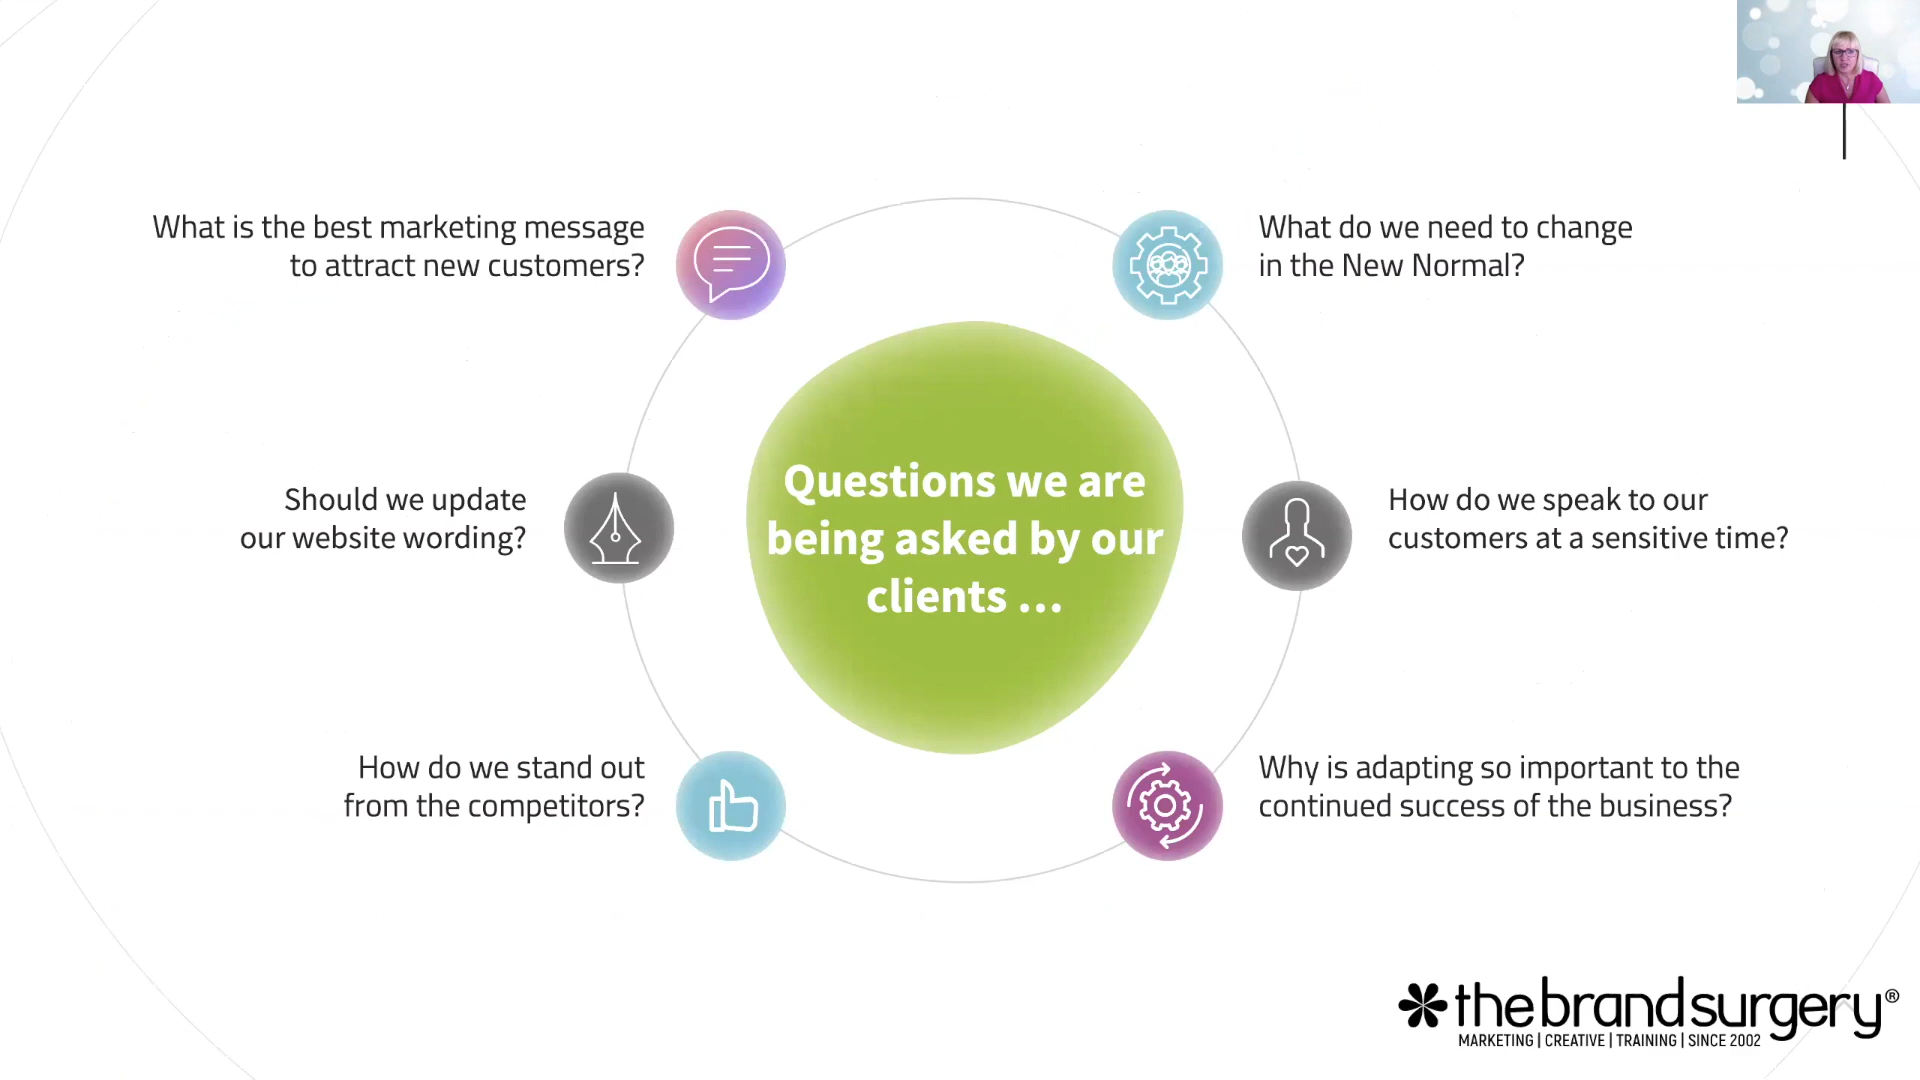 What is the best marketing message
to attract new customers?
What do we need to change
in the New Normal?
Should we update
our website wording?
Questions we are
being asked by our
clients ...
How do we speak to our
customers at a sensitive time?
How do we stand out
from the competitors?
Why is adapting so important to the
continued success of the business?
thebrandsurgery®
MARKETING | CREATIVE | TRAINING | SINCE 2002